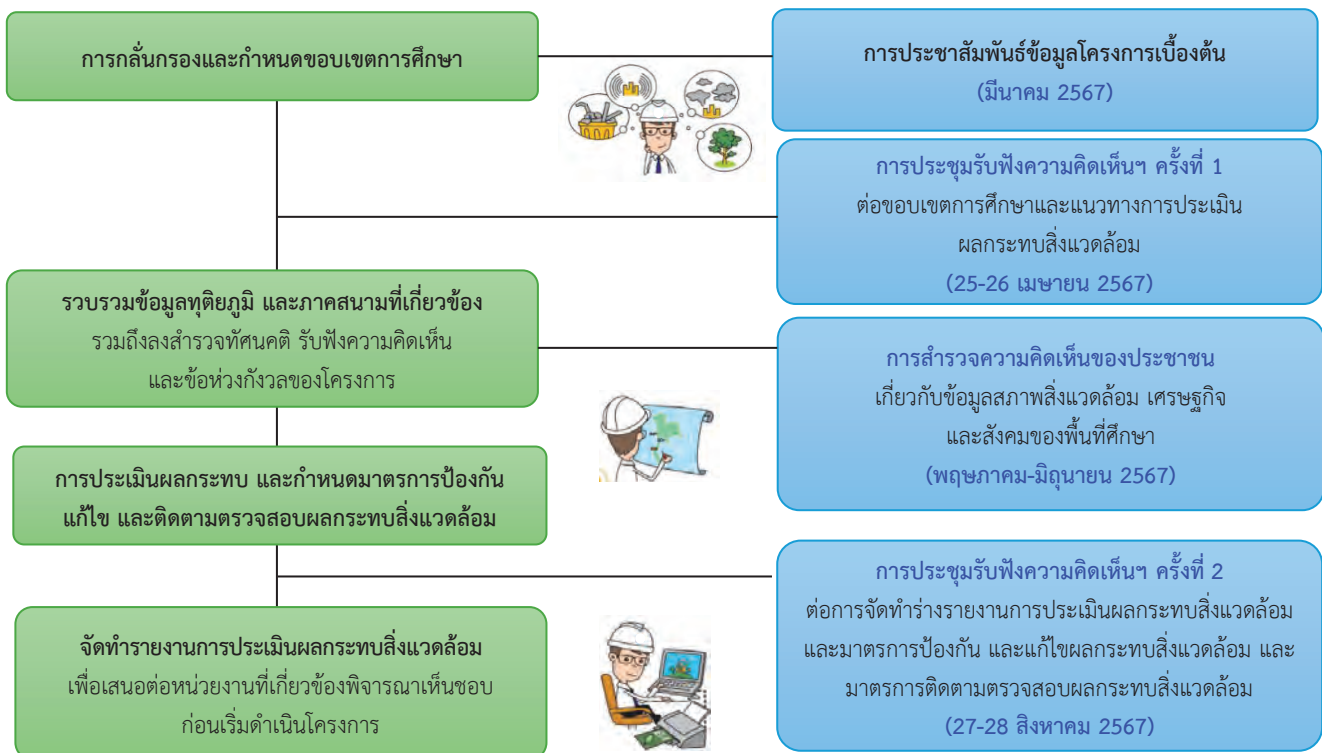 การกลั่นกรองและกำหนดขอบเขตการศึกษา
การประชาสัมพันธ์ข้อมูลโครงการเบื้องต้น
(มีนาคม 2567)
การประชุมรับฟังความคิดเห็นฯ ครั้งที่ 1
ต่อขอบเขตการศึกษาและแนวทางการประเมิน
ผลกระทบสิ่งแวดล้อม
(25-26 เมษายน 2567)
รวบรวมข้อมูลทุติยภูมิ และภาคสนามที่เกี่ยวข้อง
รวมถึงลงสำรวจทัศนคติ รับฟังความคิดเห็น
และข้อห่วงกังวลของโครงการ
การสำรวจความคิดเห็นของประชาชน
เกี่ยวกับข้อมูลสภาพสิ่งแวดล้อม เศรษฐกิจ
และสังคมของพื้นที่ศึกษา
(พฤษภาคม-มิถุนายน 2567)
การประเมินผลกระทบ และกำหนดมาตรการป้องกัน
แก้ไข และติดตามตรวจสอบผลกระทบสิ่งแวดล้อม
การประชุมรับฟังความคิดเห็นฯ ครั้งที่ 2
ต่อการจัดทำร่างรายงานการประเมินผลกระทบสิ่งแวดล้อม
และมาตรการป้องกัน และแก้ไขผลกระทบสิ่งแวดล้อม และ
มาตรการติดตามตรวจสอบผลกระทบสิ่งแวดล้อม
(27-28 สิงหาคม 2567)
จัดทำรายงานการประเมินผลกระทบสิ่งแวดล้อม
เพื่อเสนอต่อหน่วยงานที่เกี่ยวข้องพิจารณาเห็นชอบ
ก่อนเริ่มดำเนินโครงการ